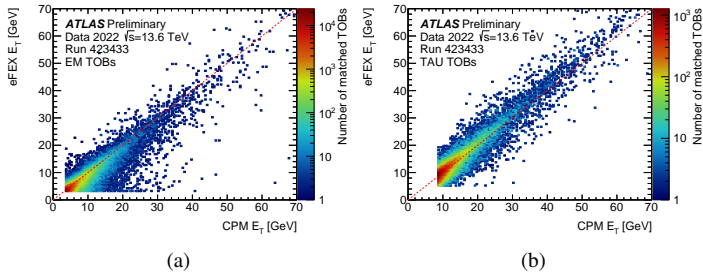 ATLAS Preliminary
Data 2022 √s=13.6 TeV
Run 423433
EM TOBs
eFEX E_T [GeV]
70
60
50
40
30
20
10
0
0 10 20 30 40 50 60 70
CPM E_T [GeV]
10^4
10^3
10^2
10
1
Number of matched TOBs
(a)
ATLAS Preliminary
Data 2022 √s=13.6 TeV
Run 423433
TAU TOBs
eFEX E_T [GeV]
70
60
50
40
30
20
10
0
0 10 20 30 40 50 60 70
CPM E_T [GeV]
10^3
10^2
10
1
Number of matched TOBs
(b)